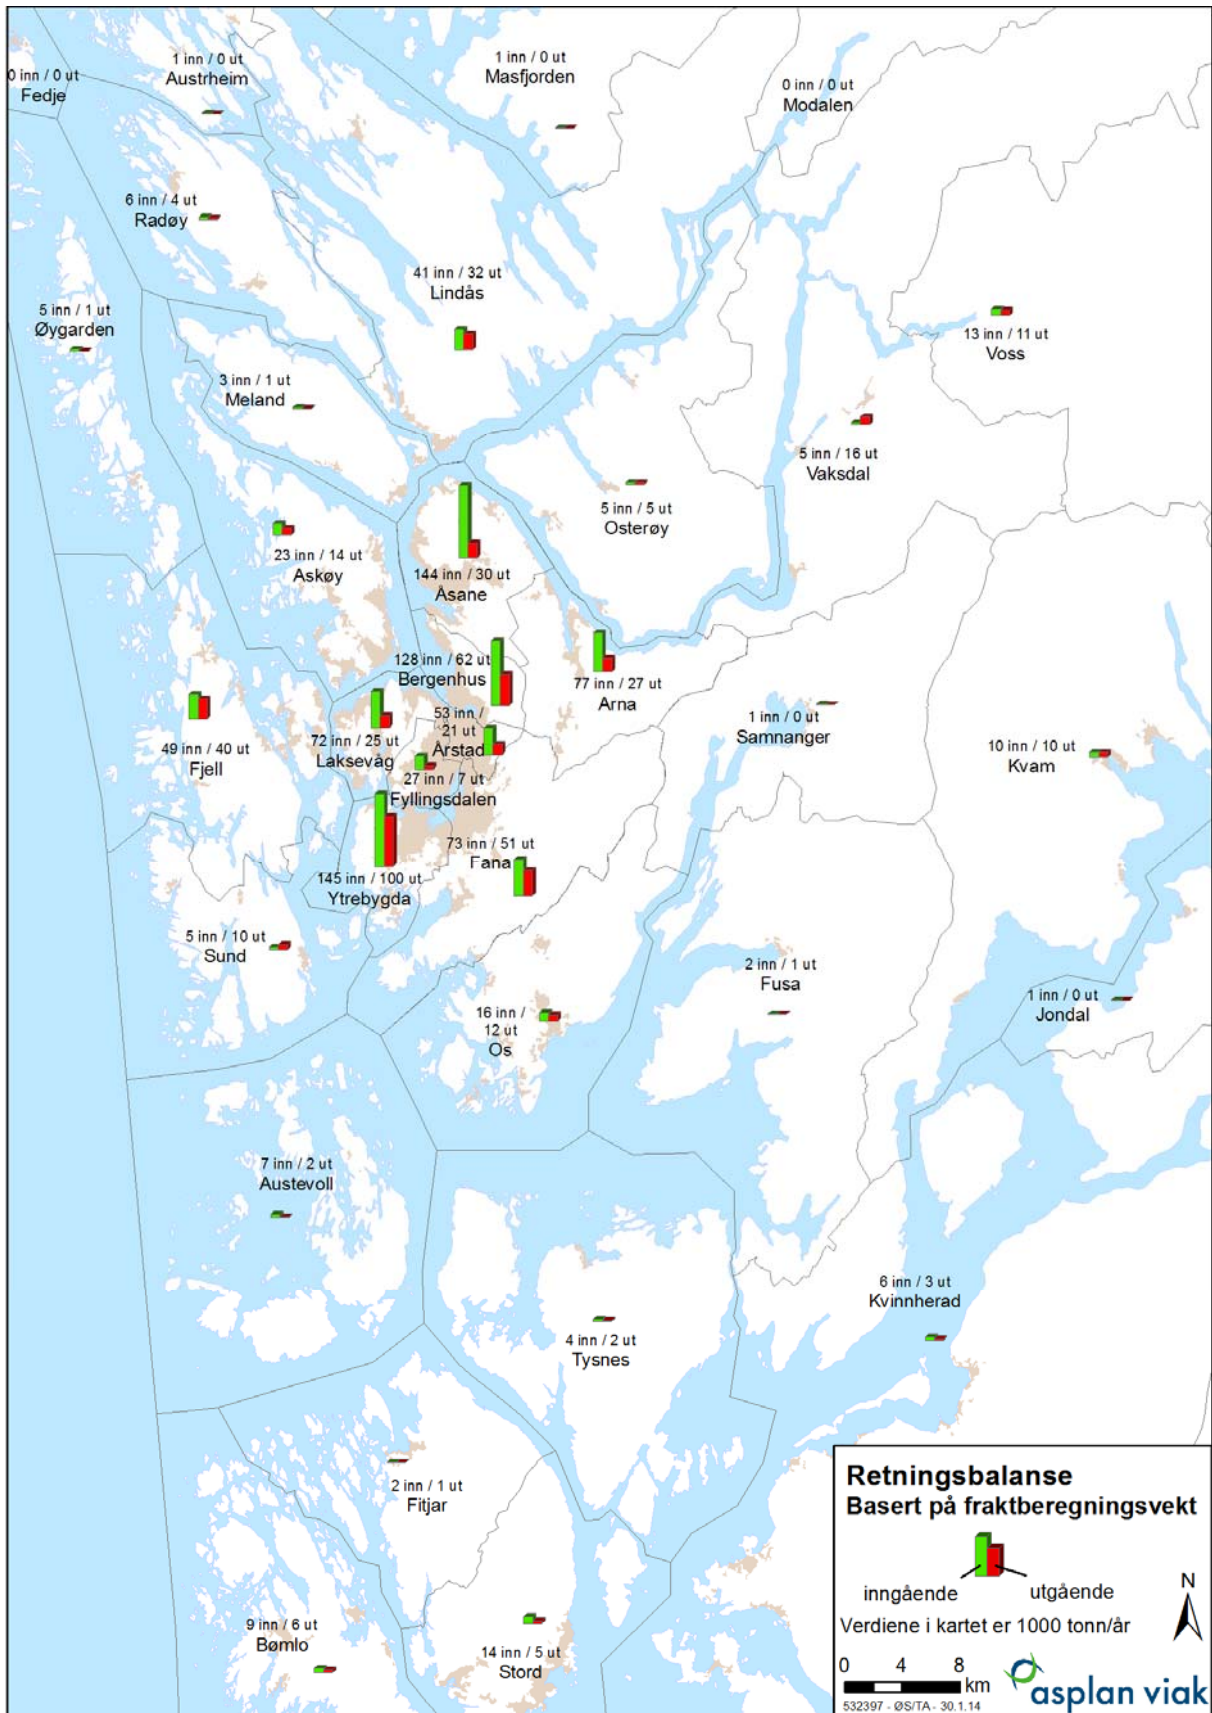 1 inn / 0 ut
Austrheim
1 inn / 0 ut
Masfjorden
0 inn / 0 ut
Fedje
0 inn / 0 ut
Modalen
6 inn / 4 ut
Radøy
41 inn / 32 ut
Lindås
5 inn / 1 ut
Øygarden
13 inn / 11 ut
Voss
3 inn / 1 ut
Meland
5 inn / 16 ut
Vaksdal
5 inn / 5 ut
Osterøy
23 inn / 14 ut
Askøy
144 inn / 30 ut
Åsane
128 inn / 62 ut
Bergenhus
77 inn / 27 ut
Arna
53 inn /
21 ut
Årstad
1 inn / 0 ut
Samnanger
49 inn / 40 ut
Fjell
72 inn / 25 ut
Laksevåg
10 inn / 10 ut
Kvam
27 inn / 7 ut
Fyllingsdalen
73 inn / 51 ut
Fana
145 inn / 100 ut
Ytrebygda
5 inn / 10 ut
Sund
2 inn / 1 ut
Fusa
1 inn / 0 ut
Jondal
16 inn /
12 ut
Os
7 inn / 2 ut
Austevoll
6 inn / 3 ut
Kvinnherad
4 inn / 2 ut
Tysnes
2 inn / 1 ut
Fitjar
9 inn / 6 ut
Bømlo
14 inn / 5 ut
Stord
Retningsbalanse
Basert på fraktberegningsvekt
inngående
utgående
N
Verdiene i kartet er 1000 tonn/år
0 4 8
km
532397 - ØS/TA - 30.1.14
asplan viak